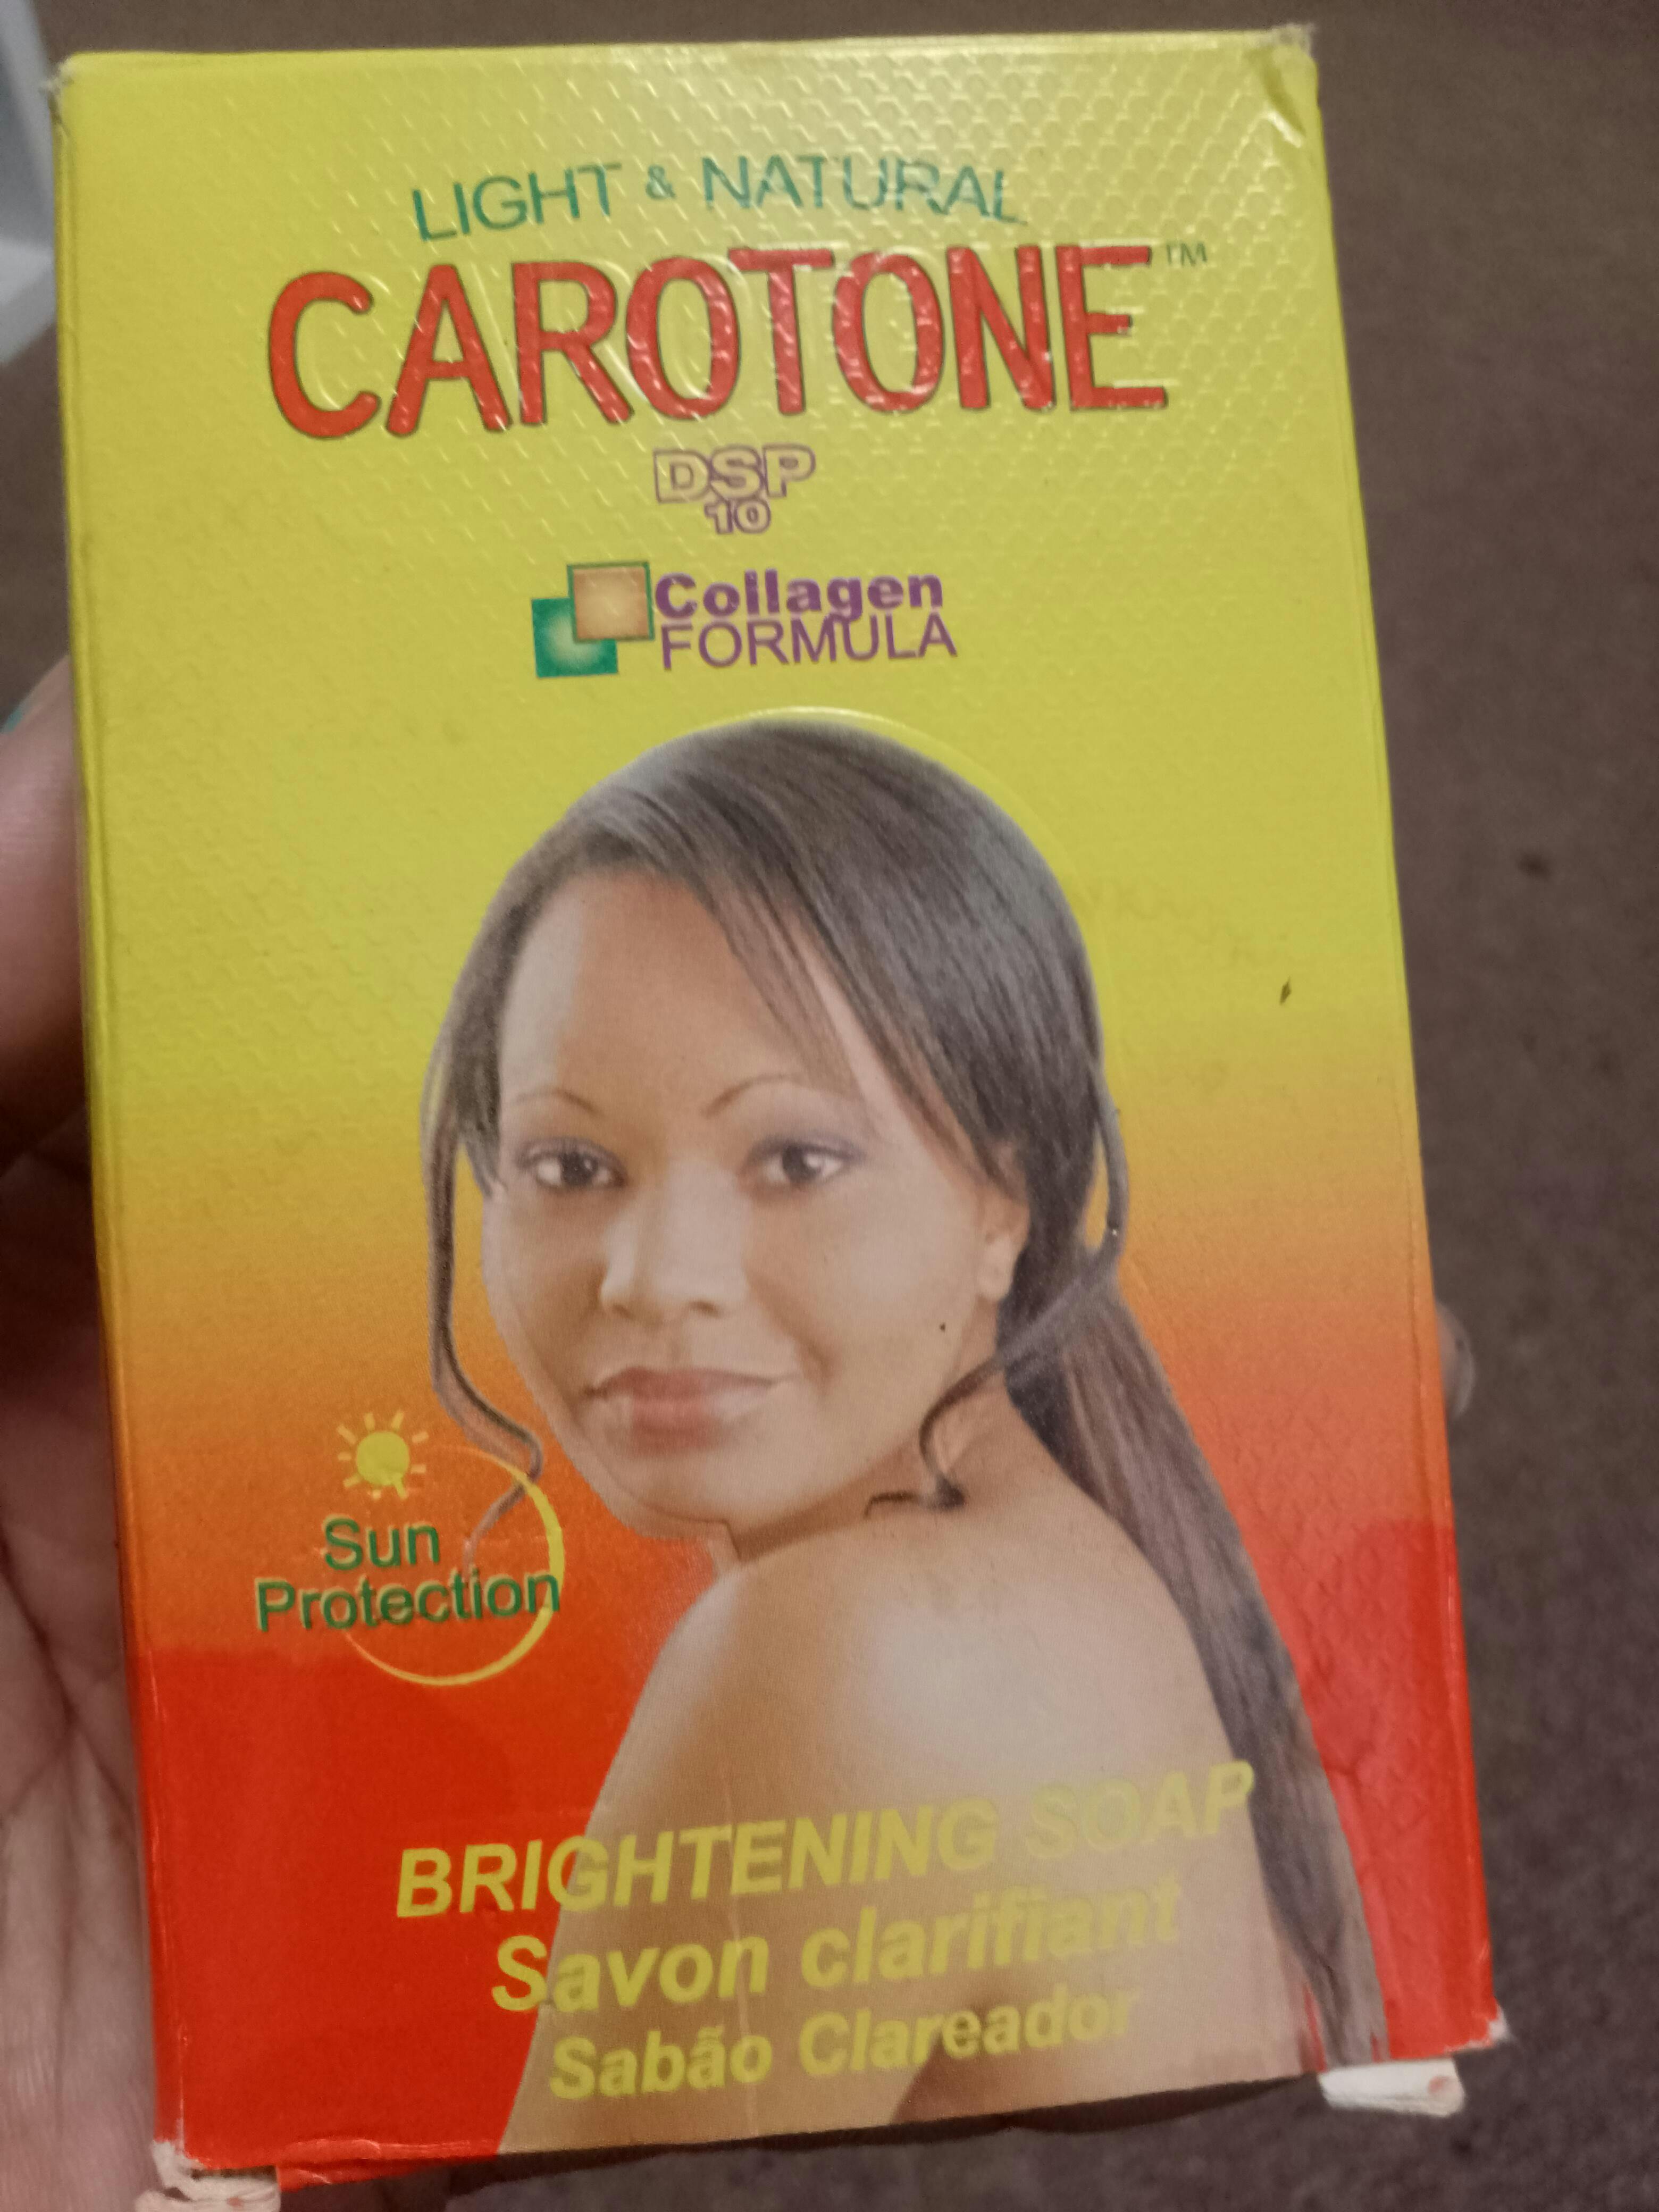 LIGHT & NATURAL
CAROTONE™
DSP
10
Collagen
FORMULA
Sun
Protection
BRIGHTENING SOAP
Savon clarifiant
Sabão Clareador